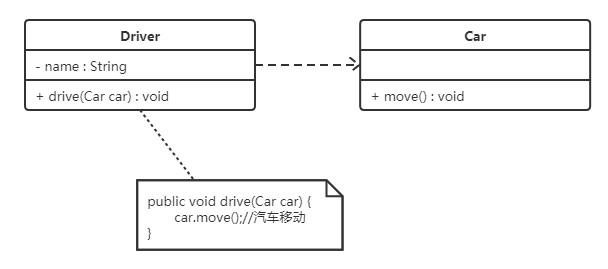 Driver
- name : String
+ drive(Car car) : void
Car
+ move() : void
public void drive(Car car) {
car.move();//汽车移动
}